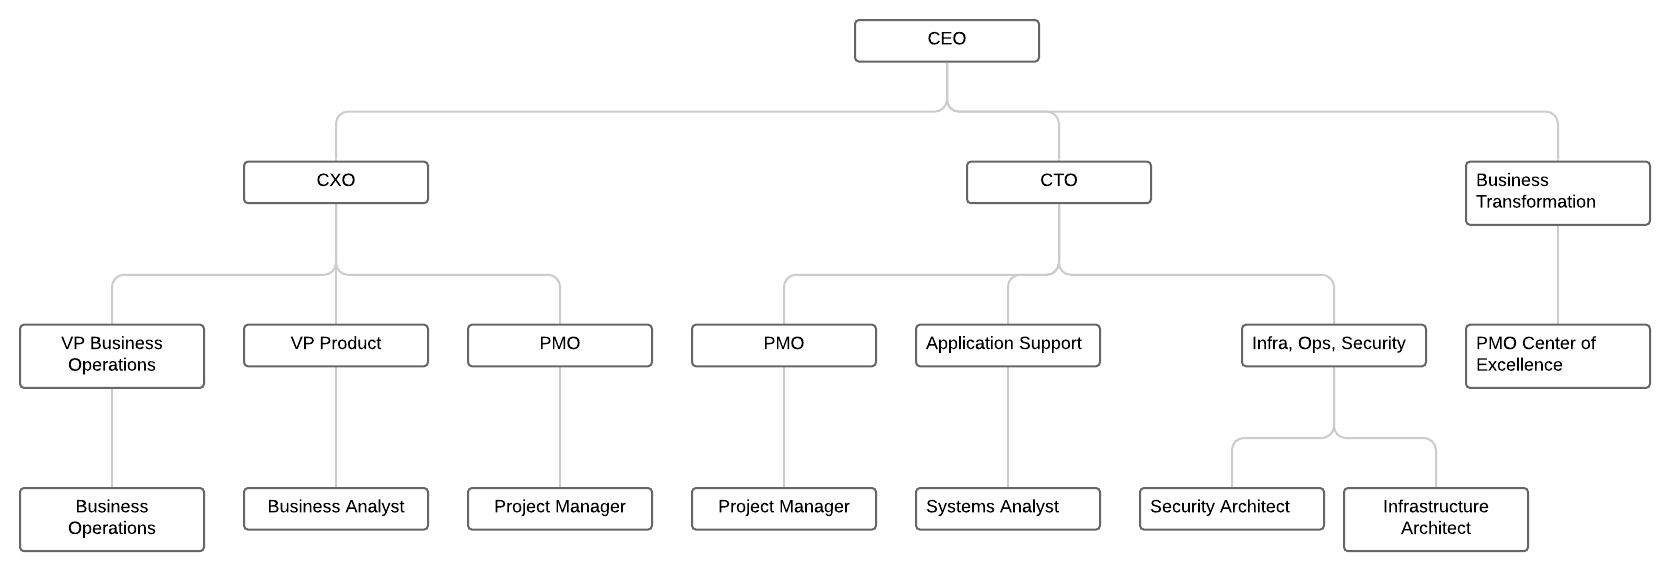 CEO
CXO
CTO
Business
Transformation
VP Business
Operations
VP Product
PMO
PMO
Application Support
Infra, Ops, Security
PMO Center of
Excellence
Business
Operations
Business Analyst
Project Manager
Project Manager
Systems Analyst
Security Architect
Infrastructure
Architect